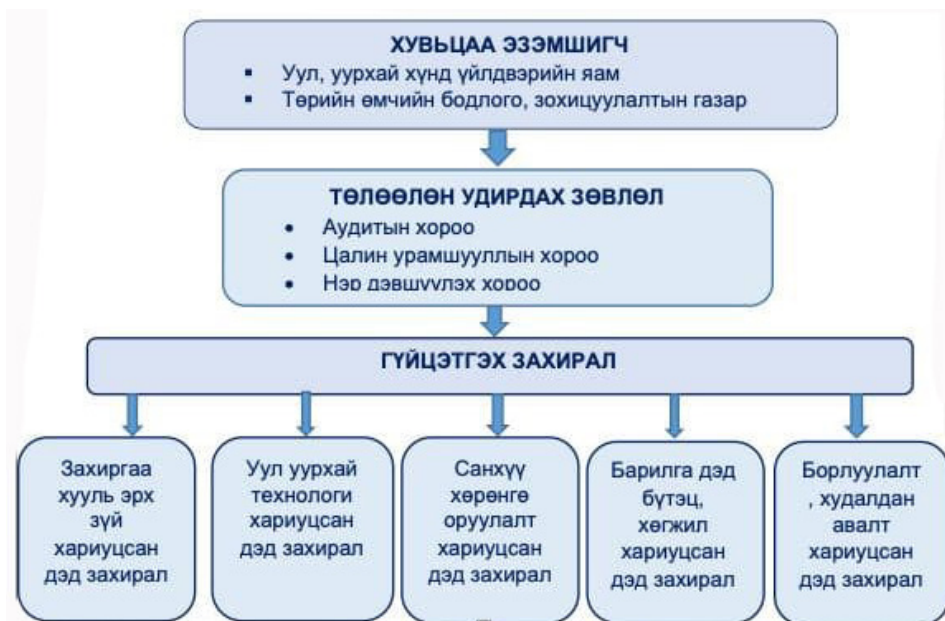 ХУВЬЦАА ЭЗЭМШИГЧ
▪ Уул, уурхай хүнд үйлдвэрийн яам
▪ Төрийн өмчийн бодлого, зохицуулалтын газар
ТӨЛӨӨЛӨН УДИРДАХ ЗӨВЛӨЛ
• Аудитын хороо
• Цалин урамшууллын хороо
• Нэр дэвшүүлэх хороо
ГҮЙЦЭТГЭХ ЗАХИРАЛ
Захиргаа
хууль эрх
зүй
хариуцсан
дэд захирал
Уул уурхай
технологи
хариуцсан
дэд захирал
Санхүү
хөрөнгө
оруулалт
хариуцсан
дэд захирал
Барилга дэд
бүтэц,
хөгжил
хариуцсан
дэд захирал
Борлуулалт
, худалдан
авалт
хариуцсан
дэд захирал